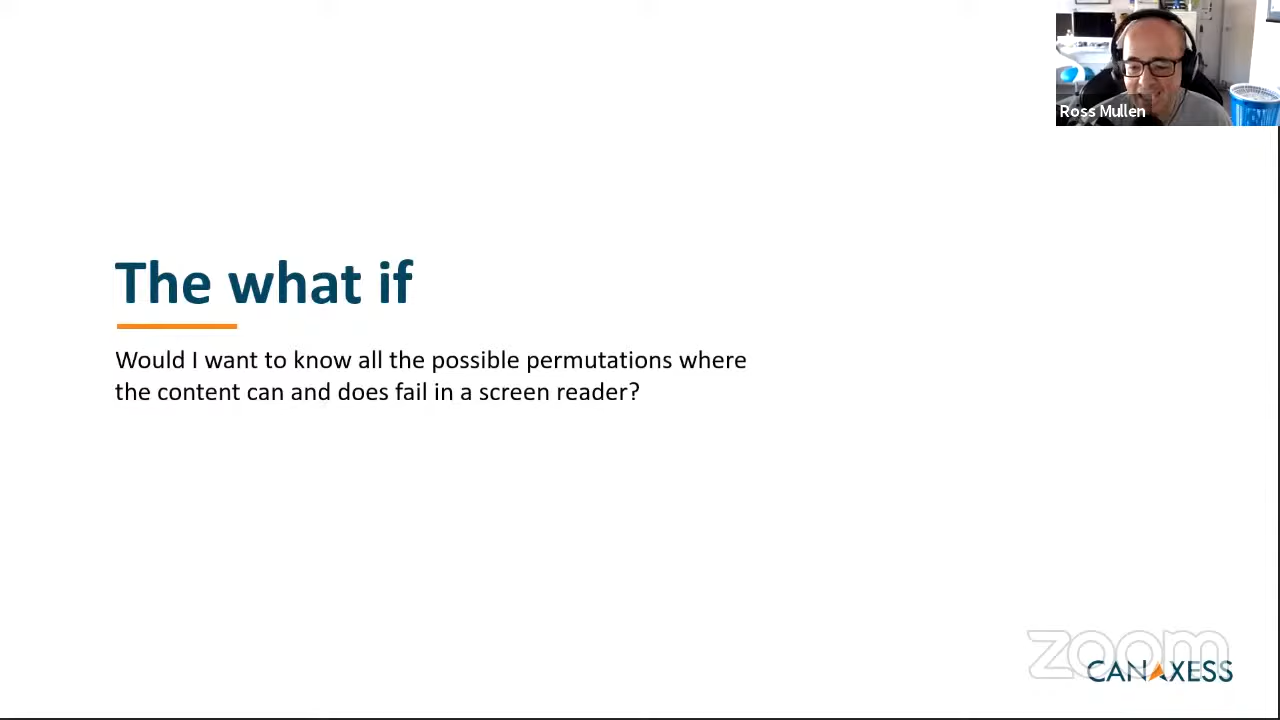 Ross Mullen
The what if
Would I want to know all the possible permutations where
the content can and does fail in a screen reader?
zoom
CANAXESS